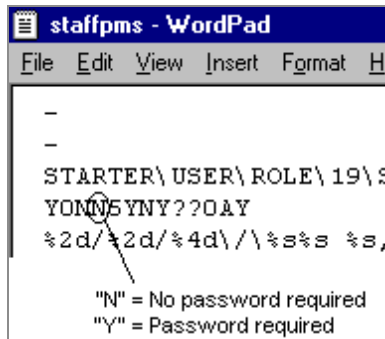 staffpms - WordPad
File Edit View Insert Format H
–
–
STARTER\USER\ROLE\19\S
YONN5YNY??0AY
%2d/%2d/%4d\/\%s%s %s,
"N" = No password required
"Y" = Password required